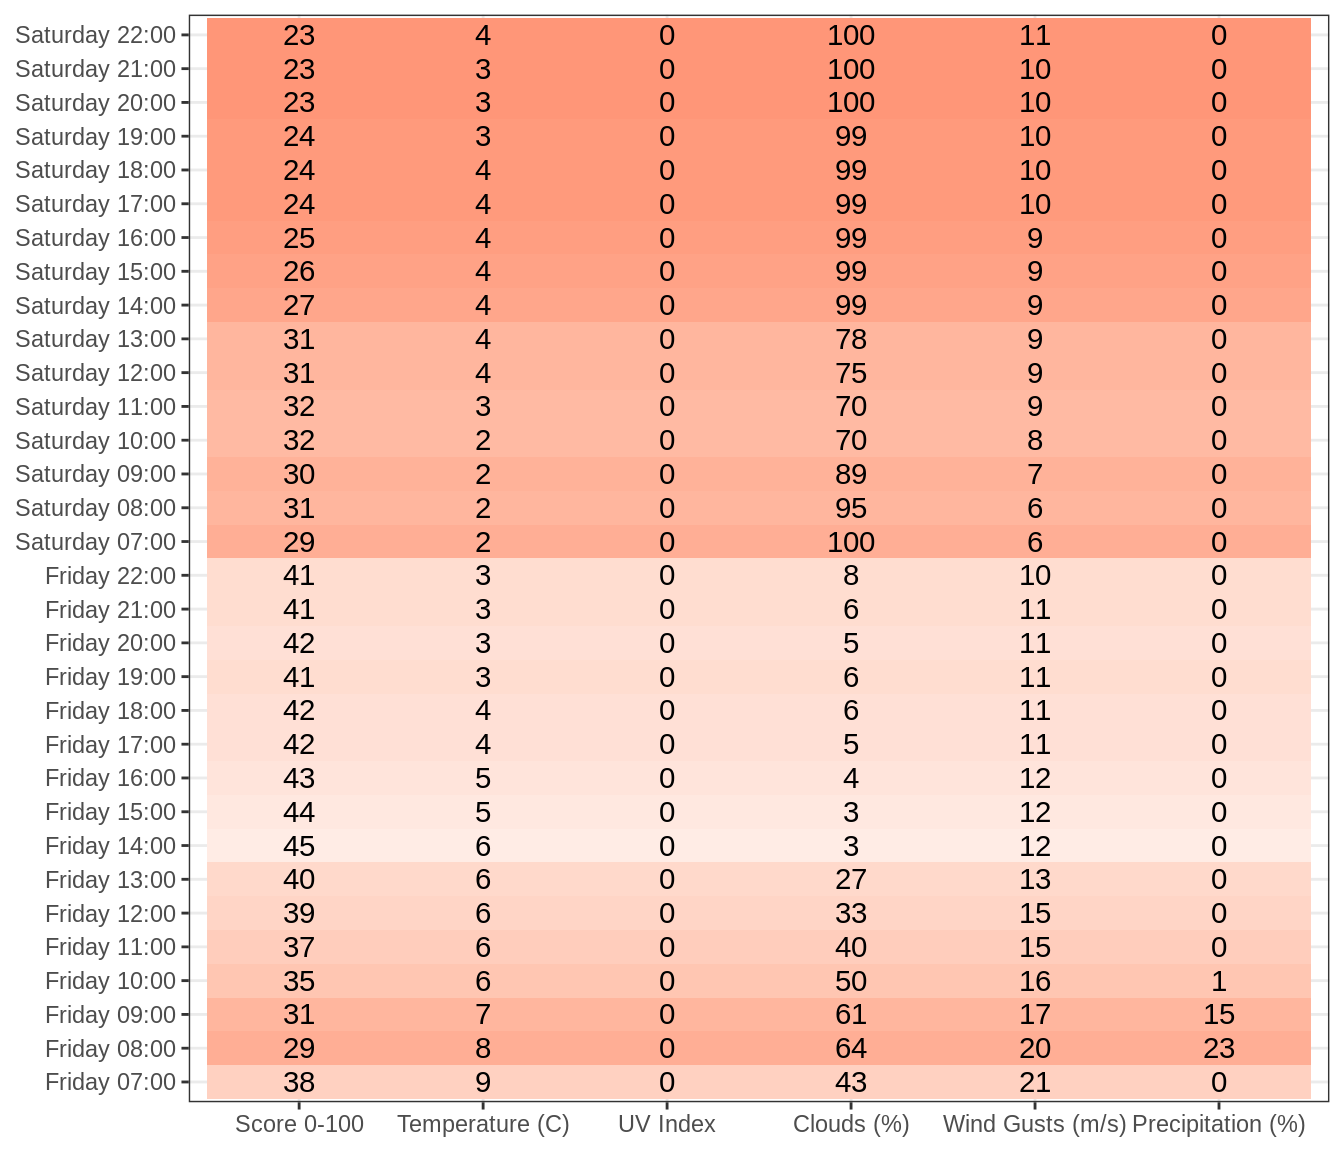 Saturday 22:00 23 4 0 100 11 0
Saturday 21:00 23 3 0 100 10 0
Saturday 20:00 23 3 0 100 10 0
Saturday 19:00 24 3 0 99 10 0
Saturday 18:00 24 4 0 99 10 0
Saturday 17:00 24 4 0 99 10 0
Saturday 16:00 25 4 0 99 9 0
Saturday 15:00 26 4 0 99 9 0
Saturday 14:00 27 4 0 99 9 0
Saturday 13:00 31 4 0 78 9 0
Saturday 12:00 31 4 0 75 9 0
Saturday 11:00 32 3 0 70 9 0
Saturday 10:00 32 2 0 70 8 0
Saturday 09:00 30 2 0 89 7 0
Saturday 08:00 31 2 0 95 6 0
Saturday 07:00 29 2 0 100 6 0
Friday 22:00 41 3 0 8 10 0
Friday 21:00 41 3 0 6 11 0
Friday 20:00 42 3 0 5 11 0
Friday 19:00 41 3 0 6 11 0
Friday 18:00 42 4 0 6 11 0
Friday 17:00 42 4 0 5 11 0
Friday 16:00 43 5 0 4 12 0
Friday 15:00 44 5 0 3 12 0
Friday 14:00 45 6 0 3 12 0
Friday 13:00 40 6 0 27 13 0
Friday 12:00 39 6 0 33 15 0
Friday 11:00 37 6 0 40 15 0
Friday 10:00 35 6 0 50 16 1
Friday 09:00 31 7 0 61 17 15
Friday 08:00 29 8 0 64 20 23
Friday 07:00 38 9 0 43 21 0
Score 0-100 Temperature (C) UV Index Clouds (%) Wind Gusts (m/s) Precipitation (%)